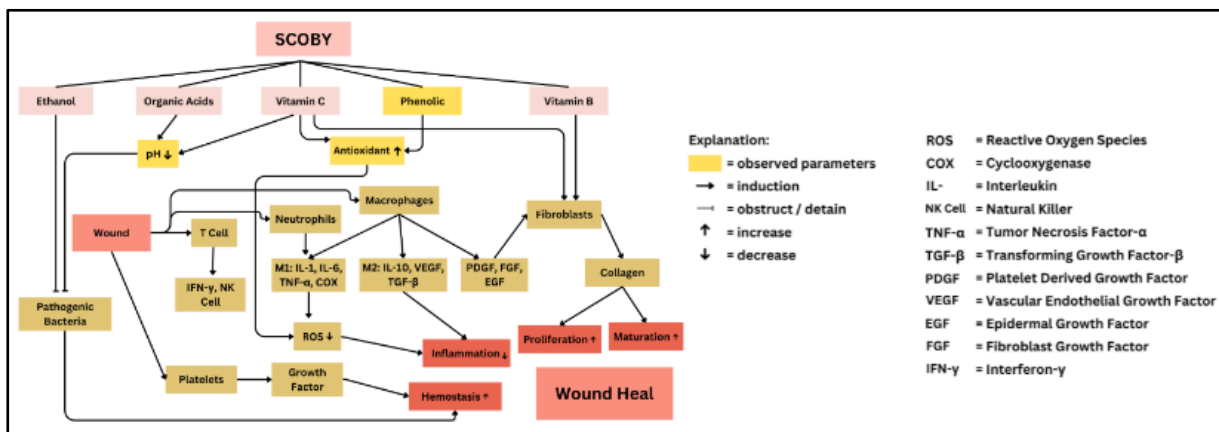 SCOBY
Ethanol
Organic Acids
Vitamin C
Phenolic
Vitamin B
pH ↓
Antioxidant ↑
Macrophages
Neutrophils
Fibroblasts
Wound
T Cell
M1: IL-1, IL-6,
TNF-α, COX
M2: IL-10, VEGF,
TGF-β
PDGF, FGF,
EGF
Collagen
IFN-γ, NK
Cell
Pathogenic
Bacteria
ROS ↓
Inflammation ↓
Proliferation ↑
Maturation ↑
Platelets
Growth
Factor
Hemostasis ↑
Wound Heal
Explanation:
= observed parameters
→ = induction
⊣ = obstruct / detain
↑ = increase
↓ = decrease
ROS = Reactive Oxygen Species
COX = Cyclooxygenase
IL- = Interleukin
NK Cell = Natural Killer
TNF-α = Tumor Necrosis Factor-α
TGF-β = Transforming Growth Factor-β
PDGF = Platelet Derived Growth Factor
VEGF = Vascular Endothelial Growth Factor
EGF = Epidermal Growth Factor
FGF = Fibroblast Growth Factor
IFN-γ = Interferon-γ